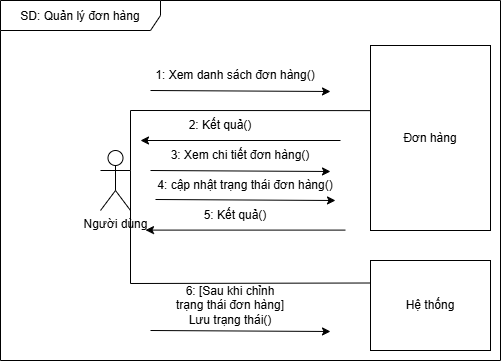 SD: Quản lý đơn hàng
1: Xem danh sách đơn hàng()
2: Kết quả()
Đơn hàng
3: Xem chi tiết đơn hàng()
4: cập nhật trạng thái đơn hàng()
5: Kết quả()
Người dùng
6: [Sau khi chỉnh
trạng thái đơn hàng]
Lưu trạng thái()
Hệ thống